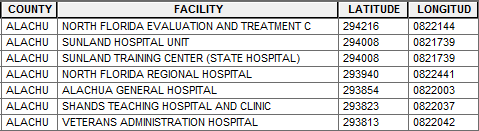 COUNTY FACILITY LATITUDE LONGITUD
ALACHU NORTH FLORIDA EVALUATION AND TREATMENT C 294216 0822144
ALACHU SUNLAND HOSPITAL UNIT 294008 0821739
ALACHU SUNLAND TRAINING CENTER (STATE HOSPITAL) 294008 0821739
ALACHU NORTH FLORIDA REGIONAL HOSPITAL 293940 0822441
ALACHU ALACHUA GENERAL HOSPITAL 293854 0822003
ALACHU SHANDS TEACHING HOSPITAL AND CLINIC 293823 0822037
ALACHU VETERANS ADMINISTRATION HOSPITAL 293813 0822042